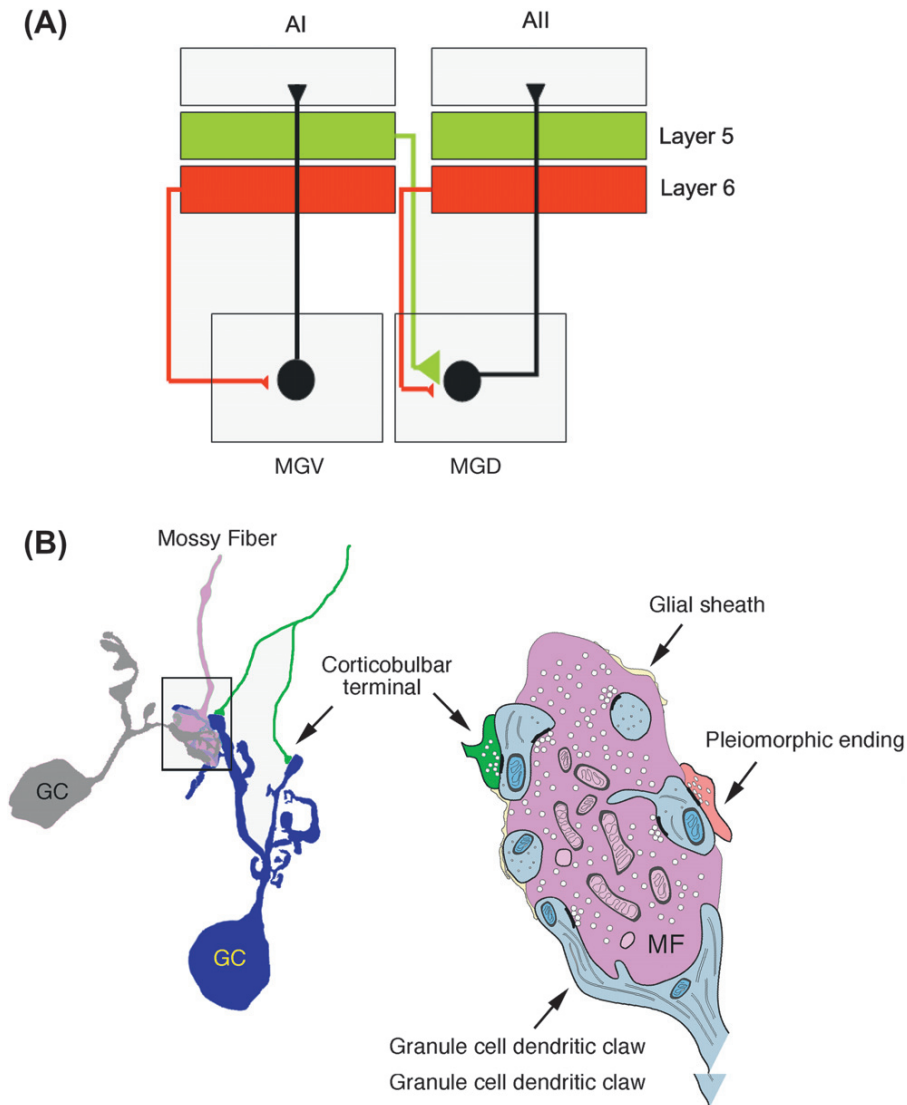 (A)
AI
AII
Layer 5
Layer 6
MGV
MGD
(B)
Mossy Fiber
Glial sheath
Corticobulbar
terminal
Pleiomorphic ending
GC
GC
MF
Granule cell dendritic claw
Granule cell dendritic claw